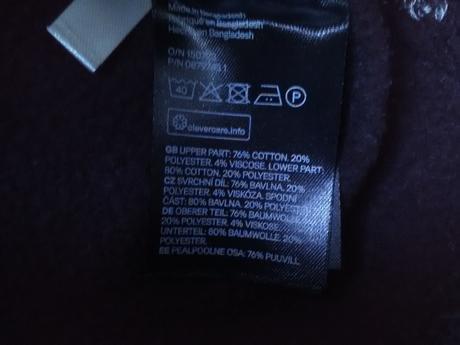 Made in Bangladesh
Fabriqué en Bangladesh
Hecho en Bangladesh
O/N
P/N
40
P
clevercare.info
GB UPPER PART: 76% COTTON. 20%
POLYESTER. 4% VISCOSE. LOWER PART
80% COTTON. 20% POLYESTER.
CZ SVRCHNÍ DÍL: 76% BAVLNA. 20%
POLYESTER. 4% VISKÓZA. SPODNÍ
ČÁST: 80% BAVLNA. 20% POLYESTER.
DE OBERER TEIL: 76% BAUMWOLLE.
20% POLYESTER. 4% VISKOSE.
UNTERTEIL: 80% BAUMWOLLE. 20%
POLYESTER.
EE PEALPOOLNE OSA: 76% PUUVILL.